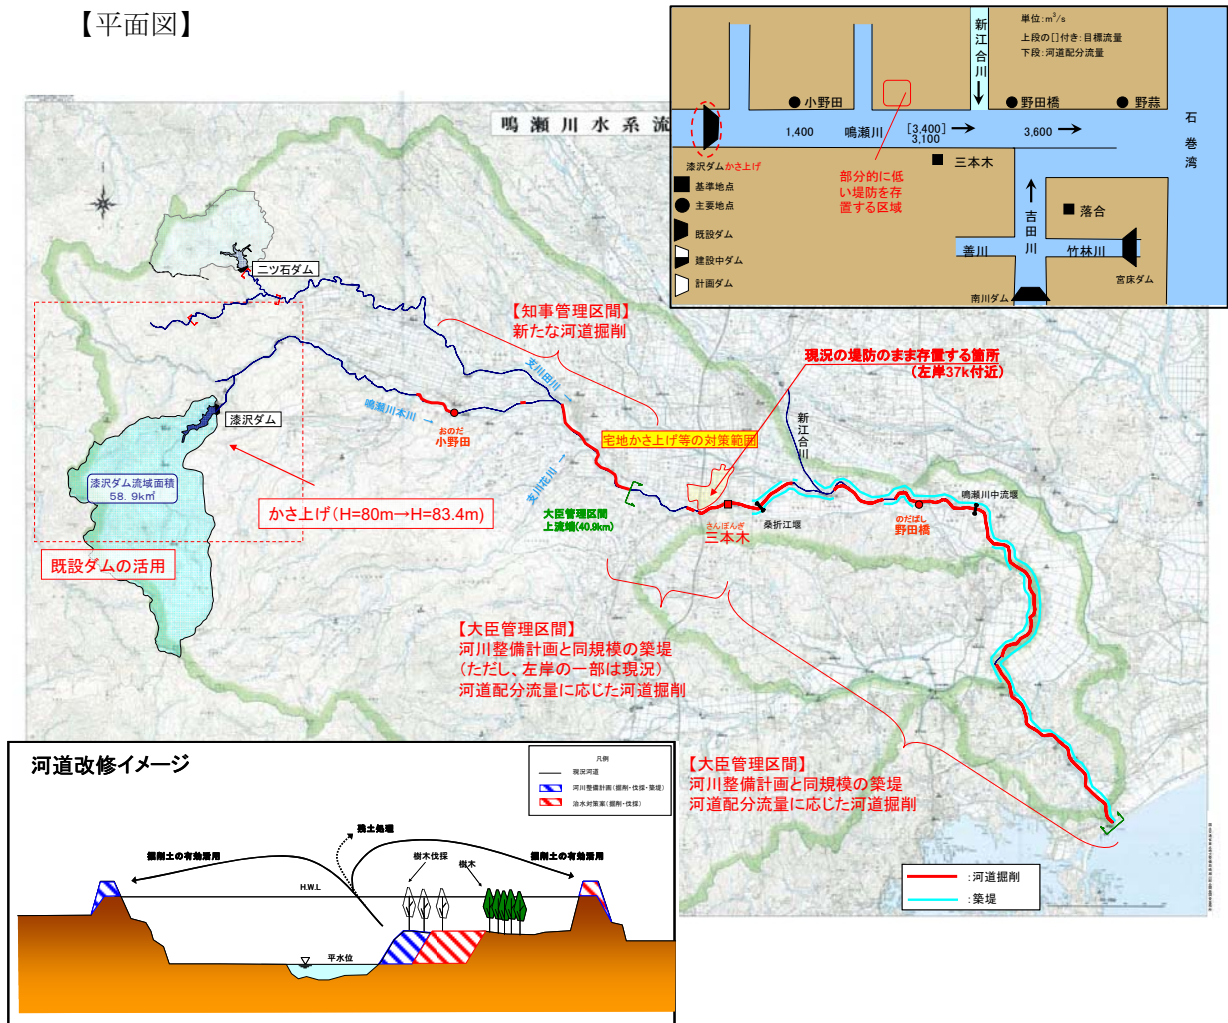 【平面図】
単位:m³/s
上段の[]付き:目標流量
下段:河道配分流量
新江合川
小野田
野田橋
野蒜
石巻湾
1,400
鳴瀬川
[3,400]
3,100
3,600
漆沢ダムかさ上げ
三本木
部分的に低
い堤防を存
置する区域
基準地点
主要地点
既設ダム
建設中ダム
計画ダム
吉田川
落合
善川
竹林川
宮床ダム
南川ダム
鳴瀬川水系流
二ツ石ダム
【知事管理区間】
新たな河道掘削
現況の堤防のまま存置する箇所
(左岸37k付近)
支川田川
鳴瀬川本川
おのだ
小野田
漆沢ダム
宅地かさ上げ等の対策範囲
新江合川
支川花川
漆沢ダム流域面積
58.9km²
かさ上げ(H=80m→H=83.4m)
大臣管理区間
上流端(40.9km)
さんぼんぎ
三本木
桑折江堰
のだばし
野田橋
鳴瀬川中流堰
既設ダムの活用
【大臣管理区間】
河川整備計画と同規模の築堤
(ただし、左岸の一部は現況)
河道配分流量に応じた河道掘削
【大臣管理区間】
河川整備計画と同規模の築堤
河道配分流量に応じた河道掘削
:河道掘削
:築堤
河道改修イメージ
凡例
現況河道
河川整備計画(掘削・伐採・築堤)
治水対策案(掘削・伐採)
残土処理
掘削土の有効活用
掘削土の有効活用
樹木伐採
樹木
H.W.L
平水位